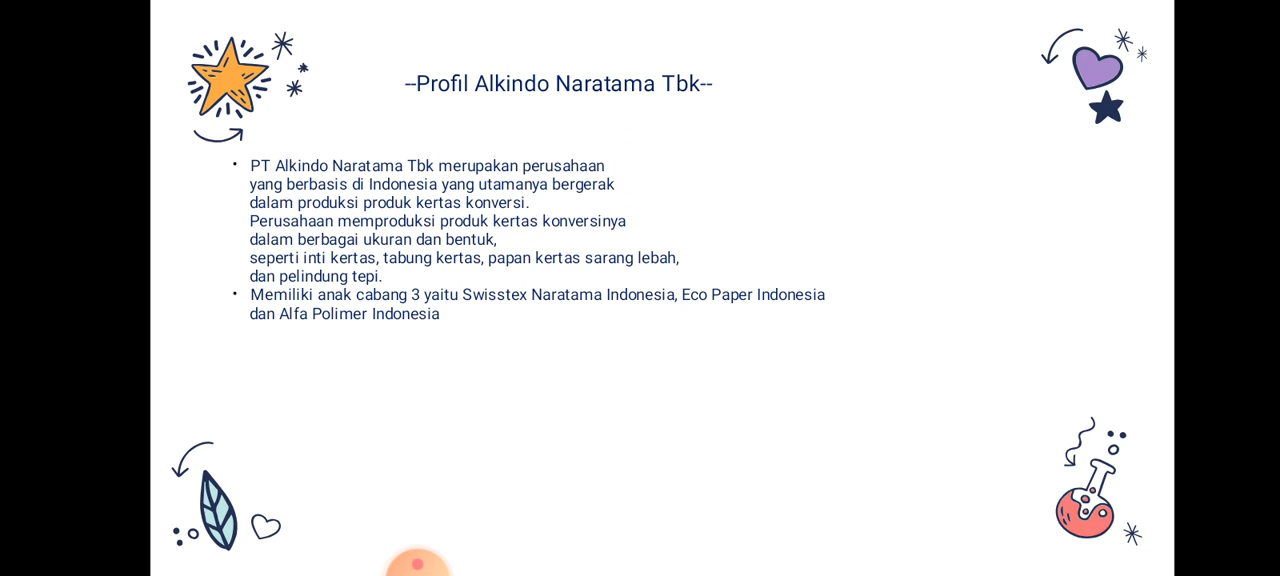 --Profil Alkindo Naratama Tbk--
• PT Alkindo Naratama Tbk merupakan perusahaan
yang berbasis di Indonesia yang utamanya bergerak
dalam produksi produk kertas konversi.
Perusahaan memproduksi produk kertas konversinya
dalam berbagai ukuran dan bentuk,
seperti inti kertas, tabung kertas, papan kertas sarang lebah,
dan pelindung tepi.
• Memiliki anak cabang 3 yaitu Swisstex Naratama Indonesia, Eco Paper Indonesia
dan Alfa Polimer Indonesia